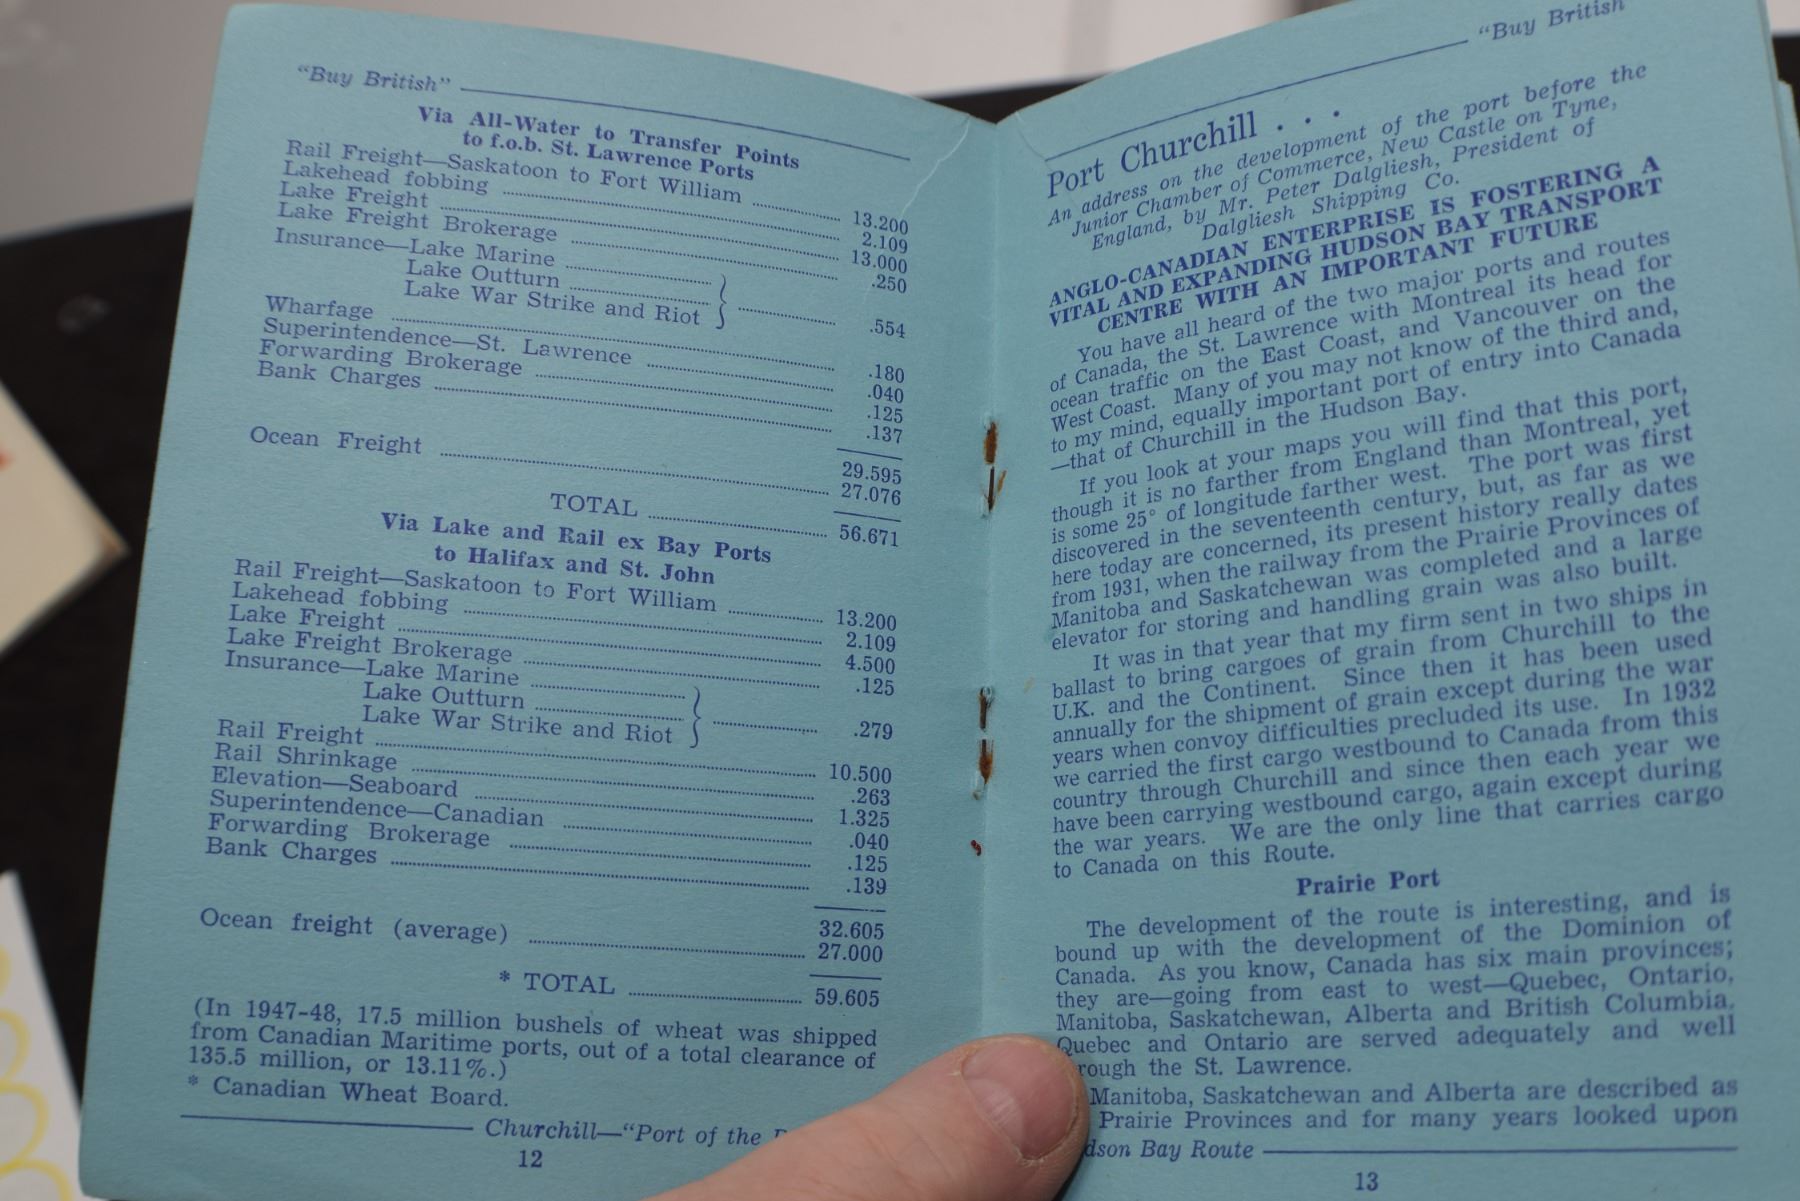 "Buy British"
Via All-Water to Transfer Points
to f.o.b. St. Lawrence Ports
Rail Freight—Saskatoon to Fort William ........ 13.200
Lakehead fobbing ........ 2.109
Lake Freight ........ 13.000
Lake Freight Brokerage ........ .250
Insurance—Lake Marine ........
Lake Outturn ........
Lake War Strike and Riot } ........ .554
Wharfage ........ .180
Superintendence—St. Lawrence ........ .040
Forwarding Brokerage ........ .125
Bank Charges ........ .137
29.595
Ocean Freight ........ 27.076
TOTAL ........ 56.671
Via Lake and Rail ex Bay Ports
to Halifax and St. John
Rail Freight—Saskatoon to Fort William ........ 13.200
Lakehead fobbing ........ 2.109
Lake Freight ........ 4.500
Lake Freight Brokerage ........ .125
Insurance—Lake Marine ........
Lake Outturn ........
Lake War Strike and Riot } ........ .279
Rail Freight ........ 10.500
Rail Shrinkage ........ .263
Elevation—Seaboard ........ 1.325
Superintendence—Canadian ........ .040
Forwarding Brokerage ........ .125
Bank Charges ........ .139
32.605
Ocean freight (average) ........ 27.000
* TOTAL ........ 59.605
(In 1947-48, 17.5 million bushels of wheat was shipped
from Canadian Maritime ports, out of a total clearance of
135.5 million, or 13.11%.)
* Canadian Wheat Board.
Churchill—"Port of the
12
"Buy British
Port Churchill . . .
An address on the development of the port before the
Junior Chamber of Commerce, New Castle on Tyne,
England, by Mr. Peter Dalgliesh, President of
Dalgliesh Shipping Co.
ANGLO-CANADIAN ENTERPRISE IS FOSTERING A
VITAL AND EXPANDING HUDSON BAY TRANSPORT
CENTRE WITH AN IMPORTANT FUTURE
You have all heard of the two major ports and routes
of Canada, the St. Lawrence with Montreal its head for
ocean traffic on the East Coast, and Vancouver on the
West Coast. Many of you may not know of the third and,
to my mind, equally important port of entry into Canada
—that of Churchill in the Hudson Bay.
If you look at your maps you will find that this port,
though it is no farther from England than Montreal, yet
is some 25° of longitude farther west. The port was first
discovered in the seventeenth century, but, as far as we
here today are concerned, its present history really dates
from 1931, when the railway from the Prairie Provinces of
Manitoba and Saskatchewan was completed and a large
elevator for storing and handling grain was also built.
It was in that year that my firm sent in two ships in
ballast to bring cargoes of grain from Churchill to the
U.K. and the Continent. Since then it has been used
annually for the shipment of grain except during the war
years when convoy difficulties precluded its use. In 1932
we carried the first cargo westbound to Canada from this
country through Churchill and since then each year we
have been carrying westbound cargo, again except during
the war years. We are the only line that carries cargo
to Canada on this Route.
Prairie Port
The development of the route is interesting, and is
bound up with the development of the Dominion of
Canada. As you know, Canada has six main provinces;
they are—going from east to west—Quebec, Ontario,
Manitoba, Saskatchewan, Alberta and British Columbia.
Quebec and Ontario are served adequately and well
rough the St. Lawrence.
Manitoba, Saskatchewan and Alberta are described as
Prairie Provinces and for many years looked upon
dson Bay Route
13